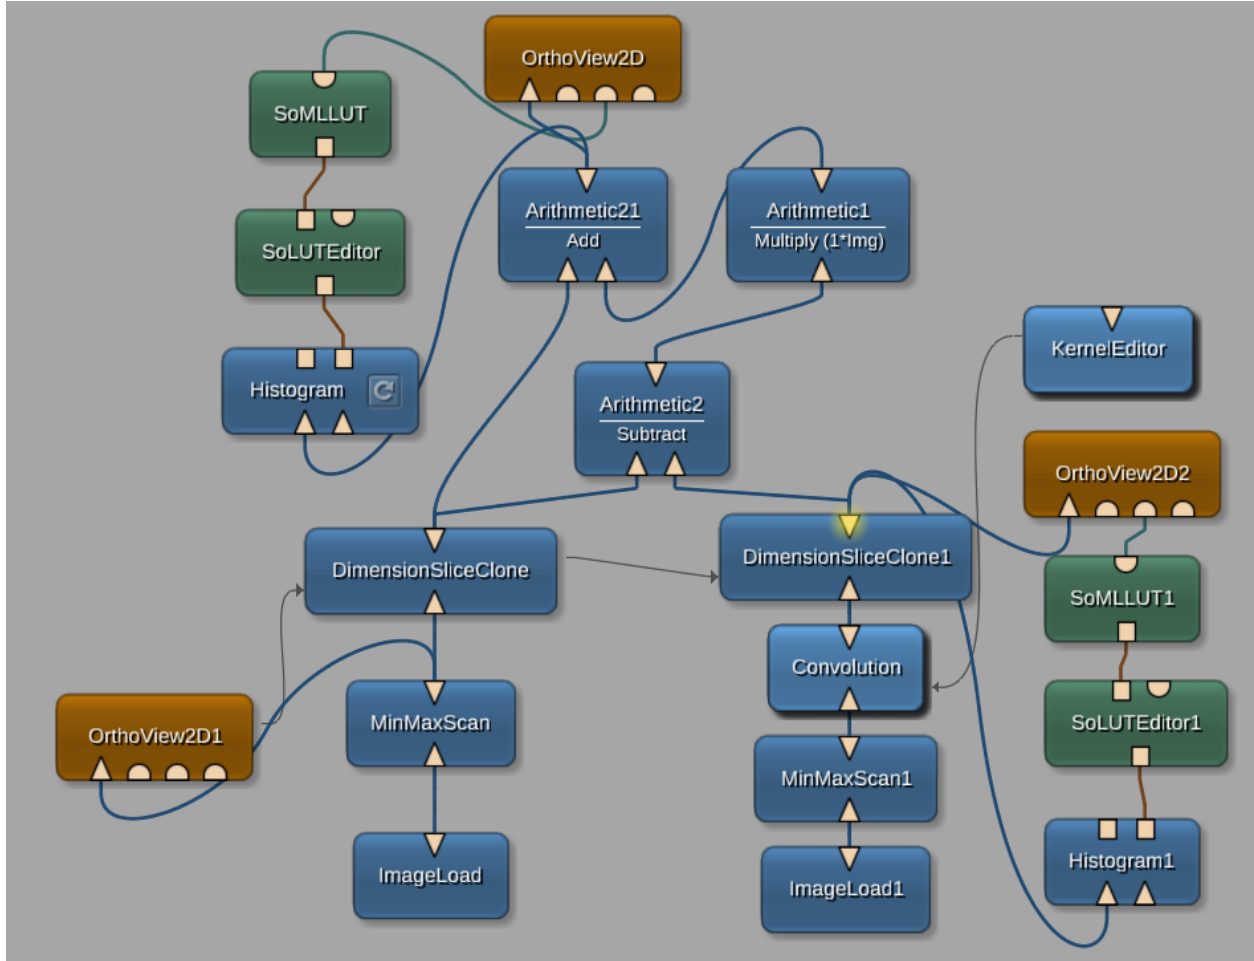 OrthoView2D
SoMLLUT
Arithmetic21
Add
Arithmetic1
Multiply (1*Img)
SoLUTEditor
KernelEditor
Histogram
Arithmetic2
Subtract
OrthoView2D2
DimensionSliceClone
DimensionSliceClone1
SoMLLUT1
Convolution
OrthoView2D1
MinMaxScan
SoLUTEditor1
MinMaxScan1
Histogram1
ImageLoad
ImageLoad1